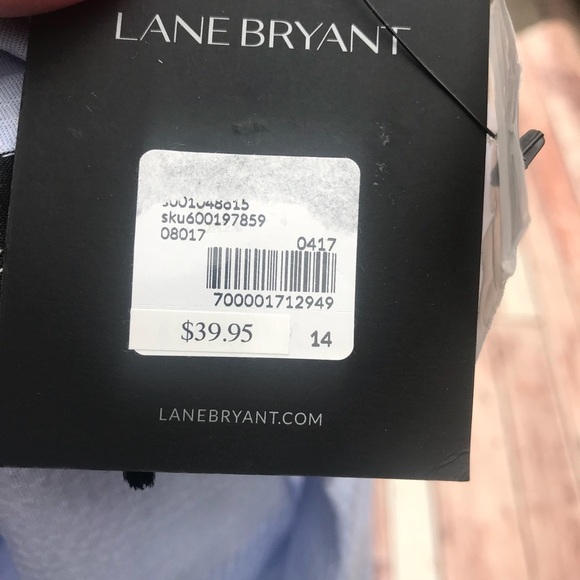 LANE BRYANT
sku600197859
08017
0417
700001712949
$39.95
14
LANEBRYANT.COM